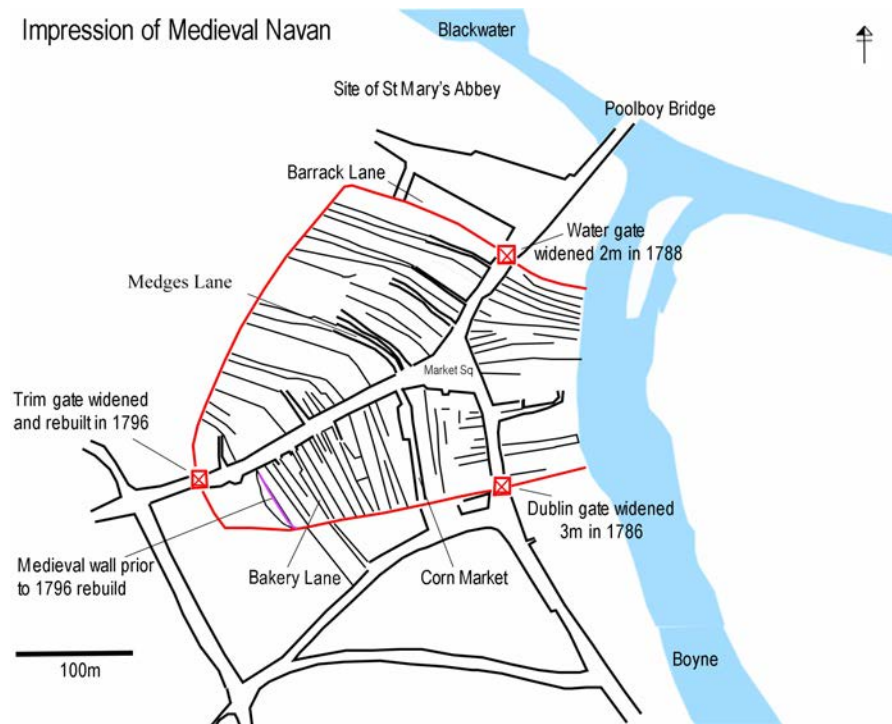 Impression of Medieval Navan
Blackwater
Site of St Mary's Abbey
Poolboy Bridge
Barrack Lane
Water gate
widened 2m in 1788
Medges Lane
Market Sq
Trim gate widened
and rebuilt in 1796
Dublin gate widened
3m in 1786
Medieval wall prior
to 1796 rebuild
Bakery Lane
Corn Market
100m
Boyne